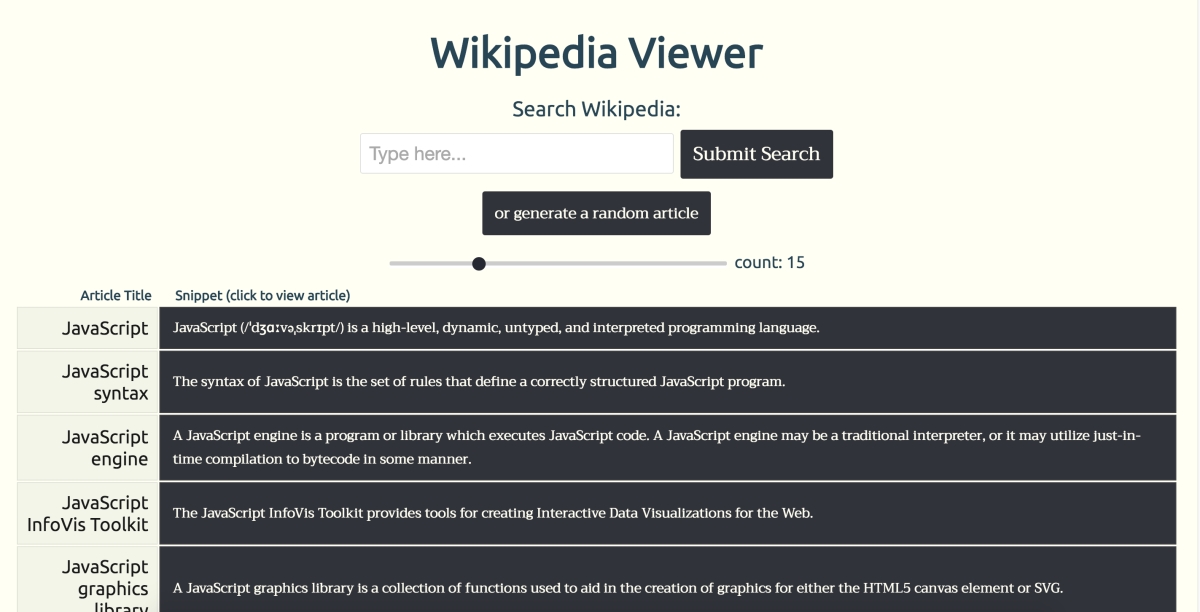 Wikipedia Viewer
Search Wikipedia:
Type here...
Submit Search
or generate a random article
count: 15
Article Title
Snippet (click to view article)
JavaScript
JavaScript (/ˈdʒɑːvəˌskrɪpt/) is a high-level, dynamic, untyped, and interpreted programming language.
JavaScript
syntax
The syntax of JavaScript is the set of rules that define a correctly structured JavaScript program.
JavaScript
engine
A JavaScript engine is a program or library which executes JavaScript code. A JavaScript engine may be a traditional interpreter, or it may utilize just-in-
time compilation to bytecode in some manner.
JavaScript
InfoVis Toolkit
The JavaScript InfoVis Toolkit provides tools for creating Interactive Data Visualizations for the Web.
JavaScript
graphics
library
A JavaScript graphics library is a collection of functions used to aid in the creation of graphics for either the HTML5 canvas element or SVG.